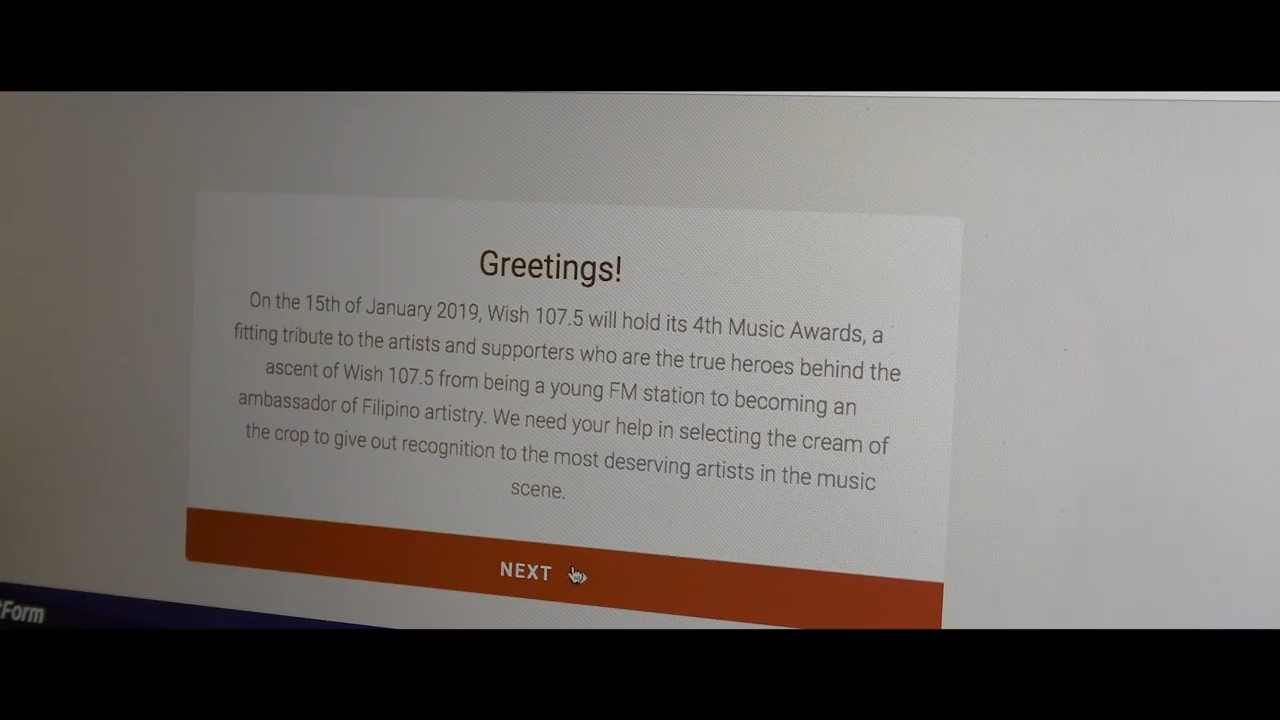 Greetings!
On the 15th of January 2019, Wish 107.5 will hold its 4th Music Awards, a
fitting tribute to the artists and supporters who are the true heroes behind the
ascent of Wish 107.5 from being a young FM station to becoming an
ambassador of Filipino artistry. We need your help in selecting the cream of
the crop to give out recognition to the most deserving artists in the music
scene.
NEXT
Form